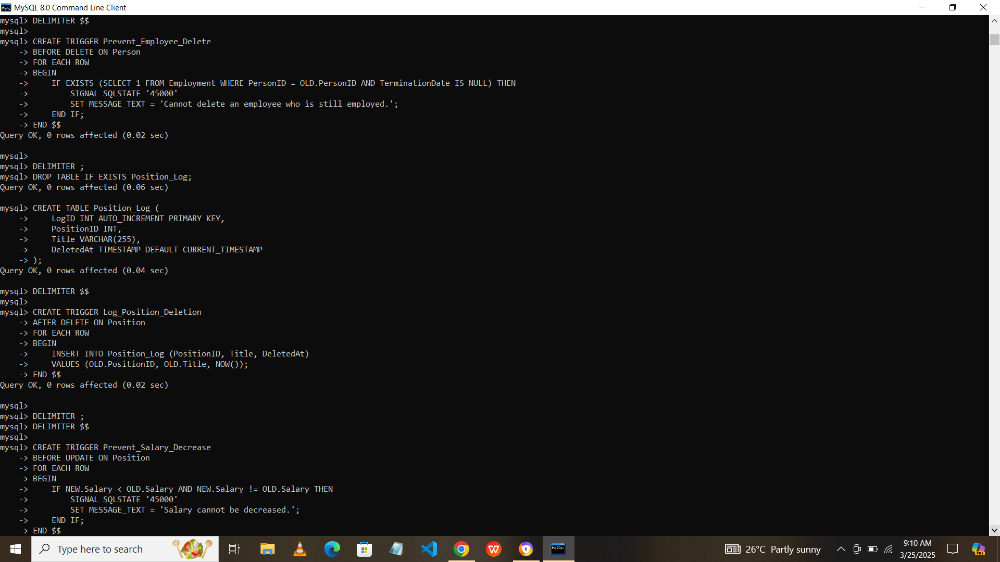 MySQL 8.0 Command Line Client
mysql> DELIMITER $$
mysql>
mysql> CREATE TRIGGER Prevent_Employee_Delete
    -> BEFORE DELETE ON Person
    -> FOR EACH ROW
    -> BEGIN
    ->     IF EXISTS (SELECT 1 FROM Employment WHERE PersonID = OLD.PersonID AND TerminationDate IS NULL) THEN
    ->         SIGNAL SQLSTATE '45000'
    ->         SET MESSAGE_TEXT = 'Cannot delete an employee who is still employed.';
    ->     END IF;
    -> END $$
Query OK, 0 rows affected (0.02 sec)
mysql>
mysql> DELIMITER ;
mysql> DROP TABLE IF EXISTS Position_Log;
Query OK, 0 rows affected (0.06 sec)
mysql> CREATE TABLE Position_Log (
    ->     LogID INT AUTO_INCREMENT PRIMARY KEY,
    ->     PositionID INT,
    ->     Title VARCHAR(255),
    ->     DeletedAt TIMESTAMP DEFAULT CURRENT_TIMESTAMP
    -> );
Query OK, 0 rows affected (0.04 sec)
mysql> DELIMITER $$
mysql>
mysql> CREATE TRIGGER Log_Position_Deletion
    -> AFTER DELETE ON Position
    -> FOR EACH ROW
    -> BEGIN
    ->     INSERT INTO Position_Log (PositionID, Title, DeletedAt)
    ->     VALUES (OLD.PositionID, OLD.Title, NOW());
    -> END $$
Query OK, 0 rows affected (0.02 sec)
mysql>
mysql> DELIMITER ;
mysql> DELIMITER $$
mysql>
mysql> CREATE TRIGGER Prevent_Salary_Decrease
    -> BEFORE UPDATE ON Position
    -> FOR EACH ROW
    -> BEGIN
    ->     IF NEW.Salary < OLD.Salary AND NEW.Salary != OLD.Salary THEN
    ->         SIGNAL SQLSTATE '45000'
    ->         SET MESSAGE_TEXT = 'Salary cannot be decreased.';
    ->     END IF;
    -> END $$
Type here to search
MySQL
26°C Partly sunny
9:10 AM
3/25/2025
PRE